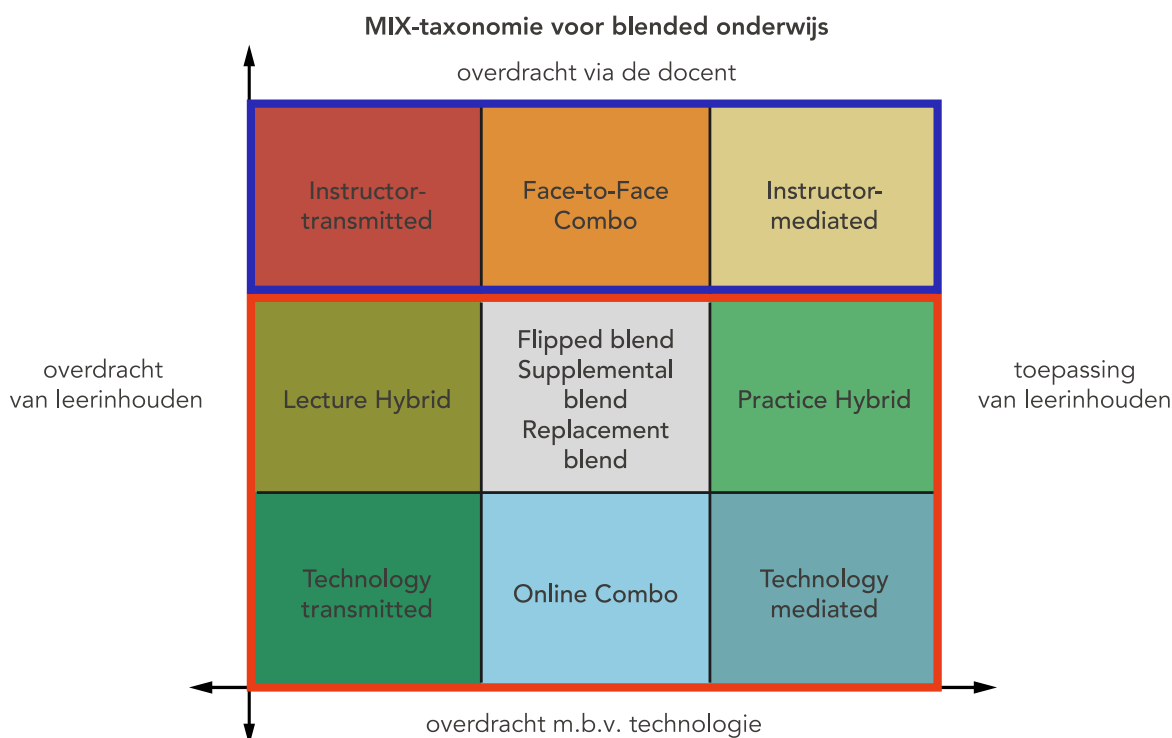 MIX-taxonomie voor blended onderwijs
overdracht via de docent
Instructor-
transmitted
Face-to-Face
Combo
Instructor-
mediated
overdracht
van leerinhouden
Lecture Hybrid
Flipped blend
Supplemental
blend
Replacement
blend
Practice Hybrid
toepassing
van leerinhouden
Technology
transmitted
Online Combo
Technology
mediated
overdracht m.b.v. technologie